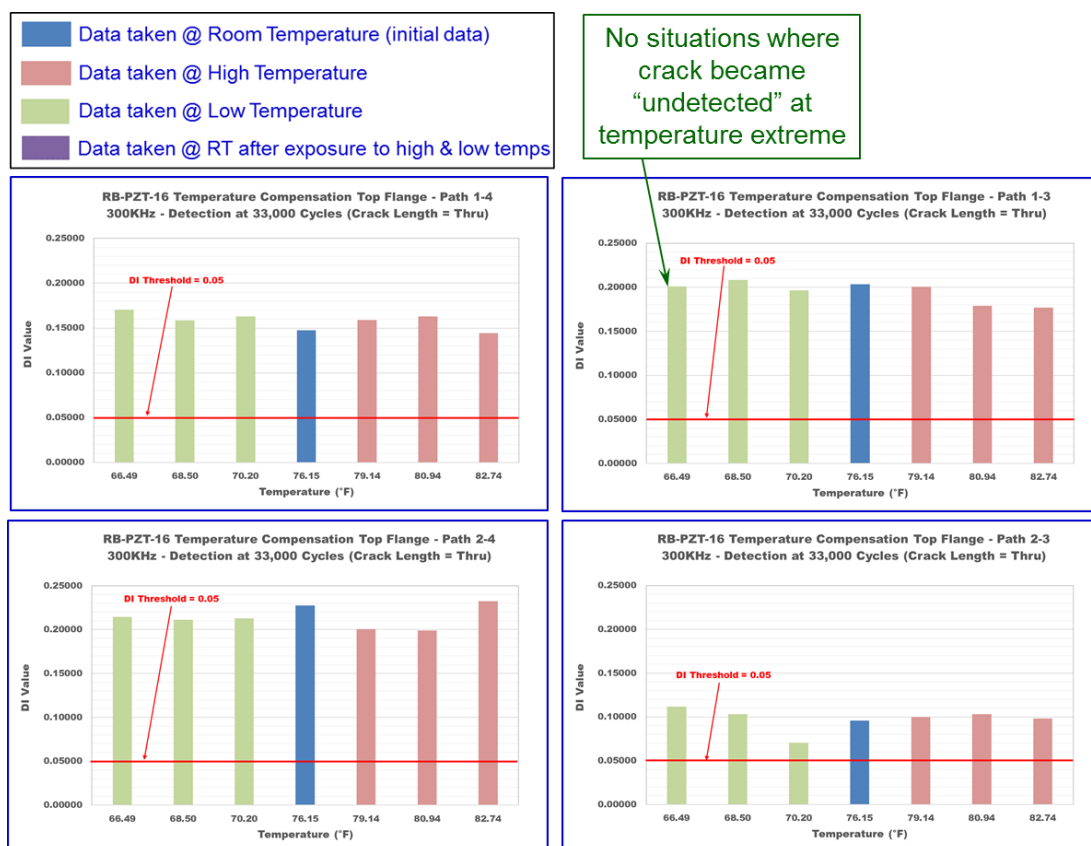 Data taken @ Room Temperature (initial data)
Data taken @ High Temperature
Data taken @ Low Temperature
Data taken @ RT after exposure to high & low temps
No situations where
crack became
“undetected” at
temperature extreme
RB-PZT-16 Temperature Compensation Top Flange - Path 1-4
300KHz - Detection at 33,000 Cycles (Crack Length = Thru)
0.25000
DI Threshold = 0.05
0.20000
0.15000
DI Value
0.10000
0.05000
0.00000
66.49 68.50 70.20 76.15 79.14 80.94 82.74
Temperature (°F)
RB-PZT-16 Temperature Compensation Top Flange - Path 1-3
300KHz - Detection at 33,000 Cycles (Crack Length = Thru)
0.25000
DI Threshold = 0.05
0.20000
0.15000
DI Value
0.10000
0.05000
0.00000
66.49 68.50 70.20 76.15 79.14 80.94 82.74
Temperature (°F)
RB-PZT-16 Temperature Compensation Top Flange - Path 2-4
300KHz - Detection at 33,000 Cycles (Crack Length = Thru)
0.25000
DI Threshold = 0.05
0.20000
0.15000
DI Value
0.10000
0.05000
0.00000
66.49 68.50 70.20 76.15 79.14 80.94 82.74
Temperature (°F)
RB-PZT-16 Temperature Compensation Top Flange - Path 2-3
300KHz - Detection at 33,000 Cycles (Crack Length = Thru)
0.25000
0.20000
0.15000
DI Threshold = 0.05
DI Value
0.10000
0.05000
0.00000
66.49 68.50 70.20 76.15 79.14 80.94 82.74
Temperature (°F)